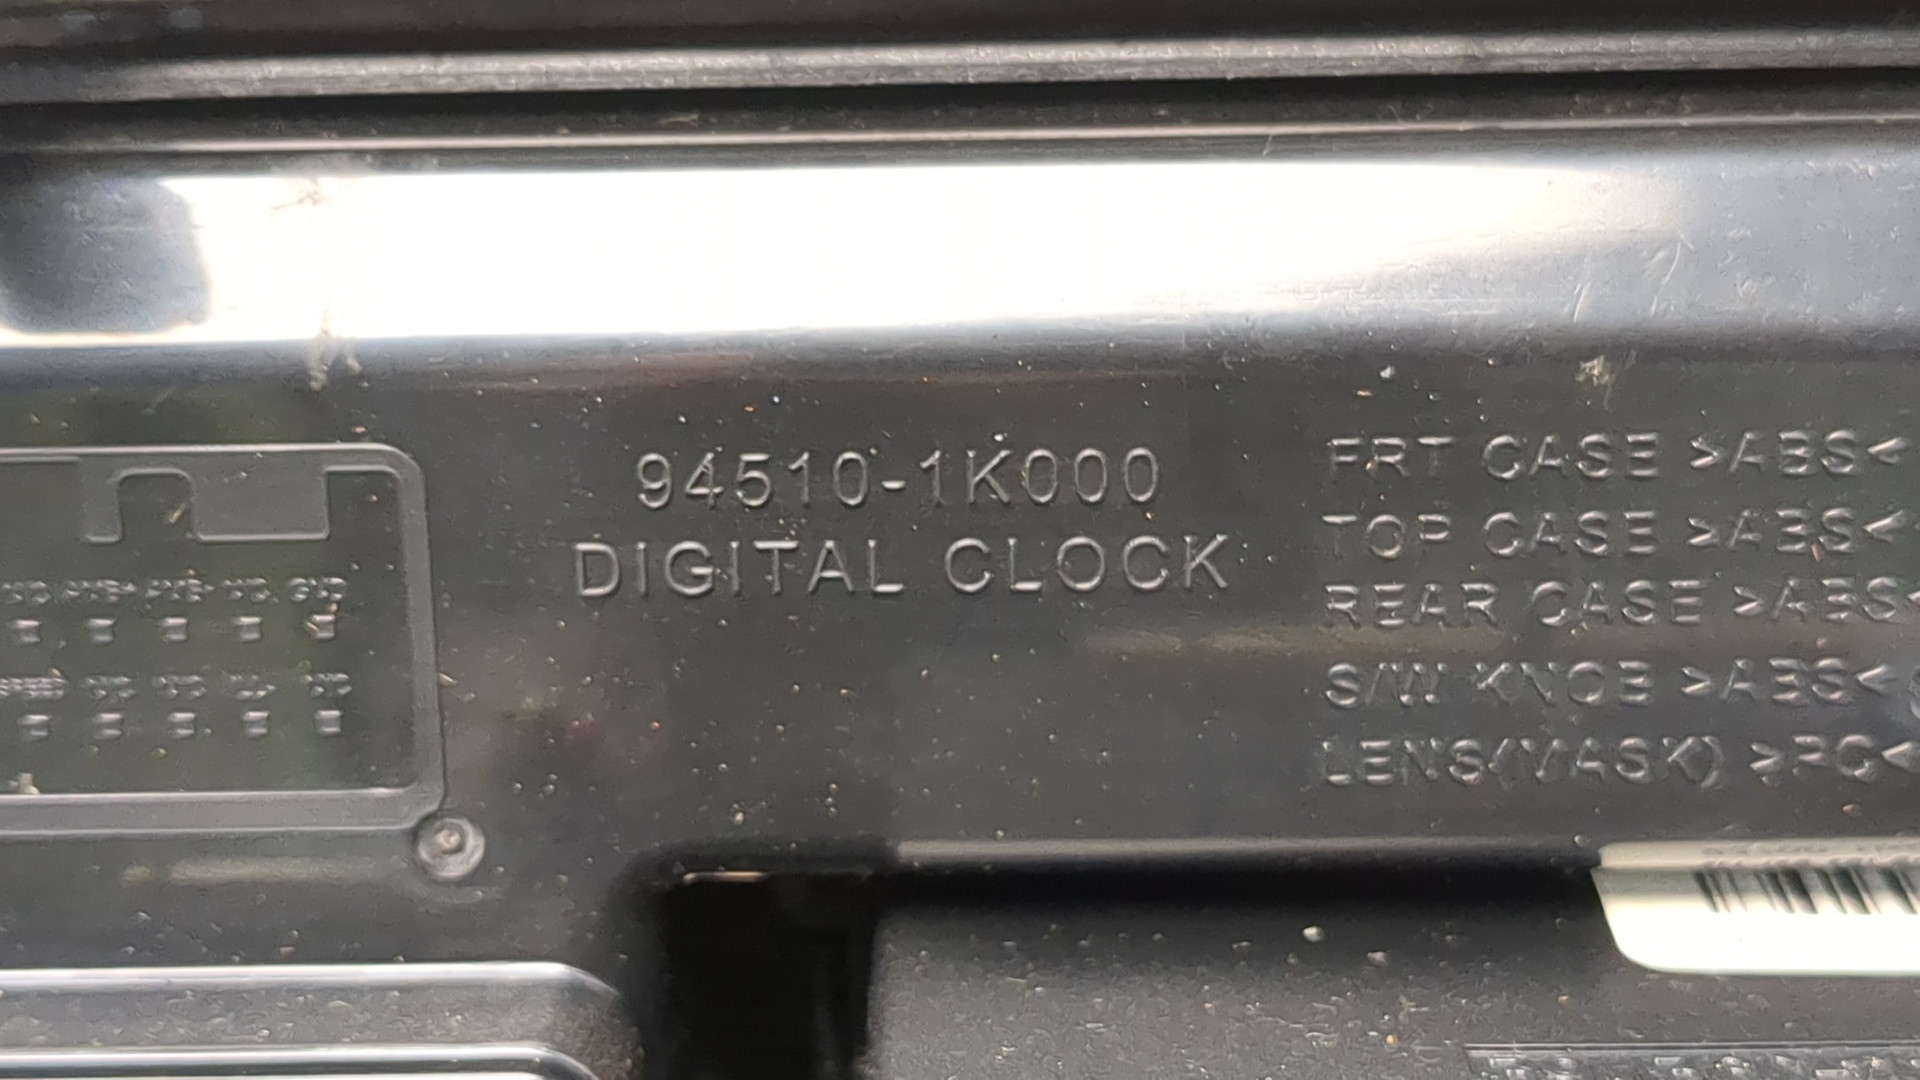 94510-1K000
DIGITAL CLOCK
FRT CASE >ABS<
TOP CASE >ABS<
REAR CASE >ABS<
S/W KNOB >ABS<
LENS(MASK) >PC<